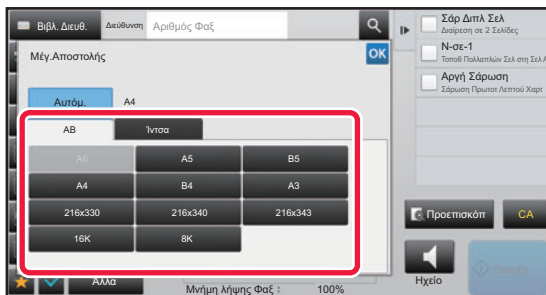 Βιβλ. Διευθ.
Διεύθυνση
Αριθμός Φαξ
Μέγ.Αποστολής
OK
Αυτόμ.
A4
AB
Ίντσα
A6
A5
B5
A4
B4
A3
216x330
216x340
216x343
16K
8K
Άλλα
Μνήμη λήψης Φαξ :
100%
Σάρ Διπλ Σελ
Διαίρεση σε 2 Σελίδες
N-σε-1
Τοποθ Πολλαπλών Σελ στη Σελ Α
Αργή Σάρωση
Σάρωση Πρωτοτ Λεπτού Χαρτ
Προεπισκόπ
CA
Ηχείο
Έναρξη